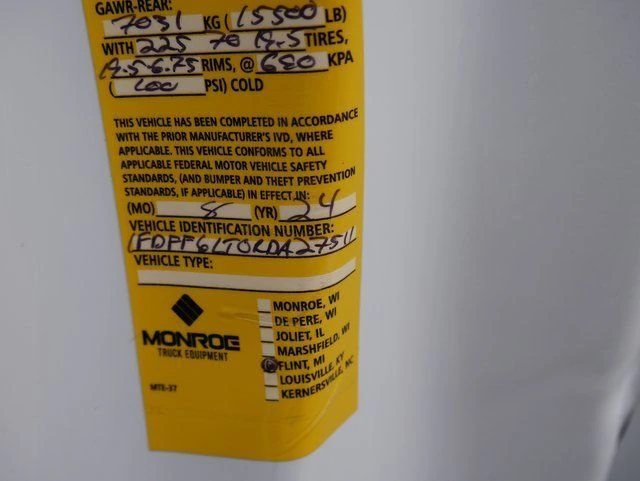 GAWR-REAR:
7031 KG (15500 LB)
WITH 225 70 19.5 TIRES,
19.5-6.75 RIMS, @ 680 KPA
(100 PSI) COLD
THIS VEHICLE HAS BEEN COMPLETED IN ACCORDANCE
WITH THE PRIOR MANUFACTURER'S IVD, WHERE
APPLICABLE. THIS VEHICLE CONFORMS TO ALL
APPLICABLE FEDERAL MOTOR VEHICLE SAFETY
STANDARDS, (AND BUMPER AND THEFT PREVENTION
STANDARDS, IF APPLICABLE) IN EFFECT IN:
(MO) 8 (YR) 24
VEHICLE IDENTIFICATION NUMBER:
1FDPF6LT0RDA27511
VEHICLE TYPE:
MONROE
TRUCK EQUIPMENT
MTE-37
MONROE, WI
DE PERE, WI
JOLIET, IL
MARSHFIELD, WI
FLINT, MI
LOUISVILLE, KY
KERNERSVILLE, NC